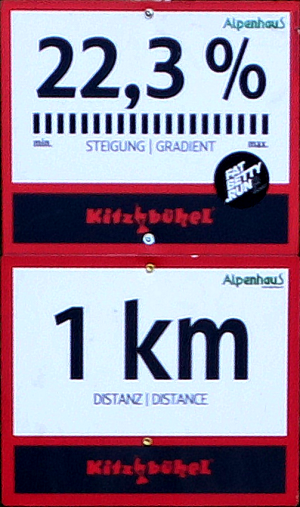 Alpenhaus
22,3 %
min.
max.
STEIGUNG | GRADIENT
FAT
BETTY
RUN
Kitzbühel
Alpenhaus
1 km
DISTANZ | DISTANCE
Kitzbühel